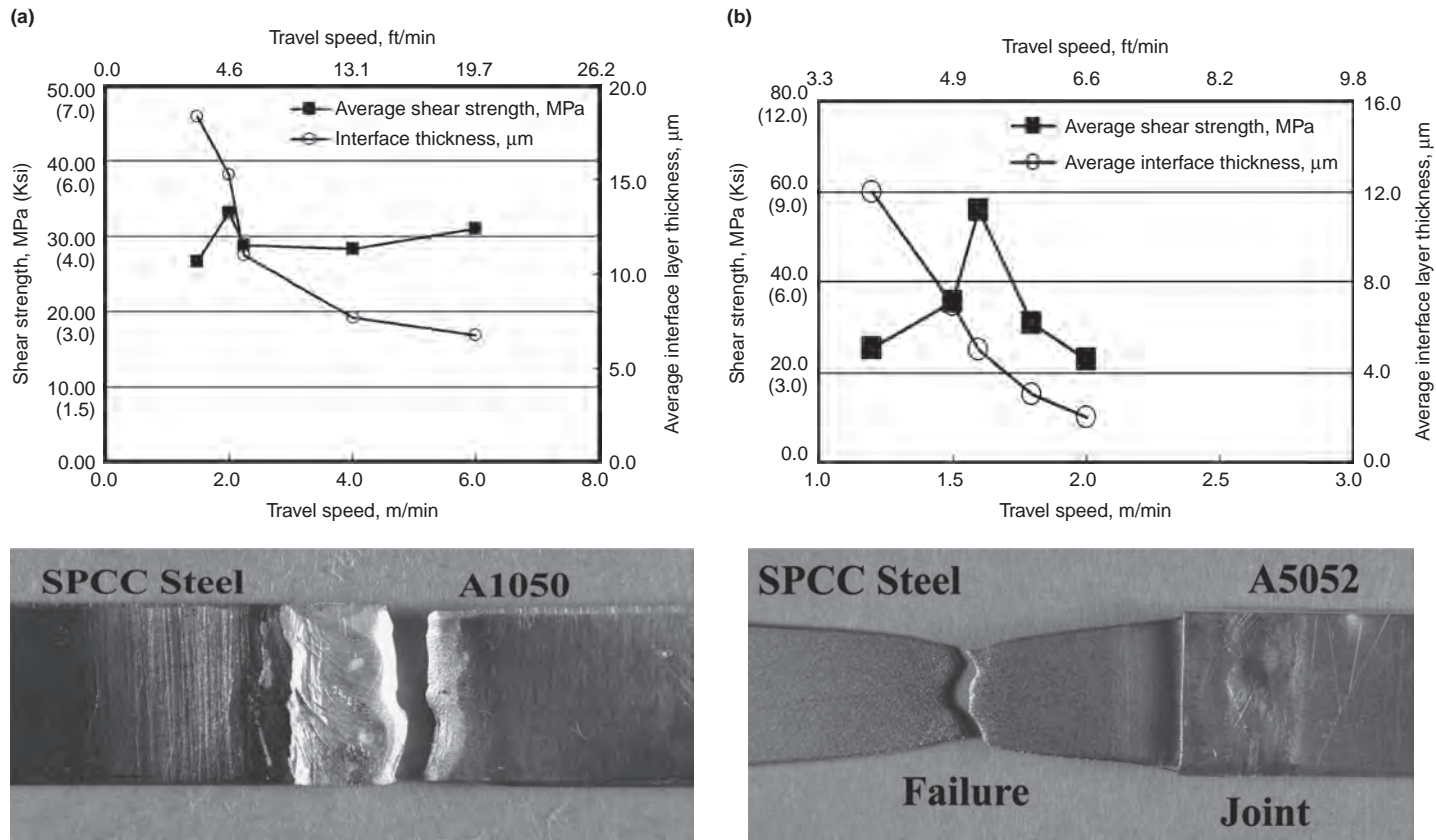 (a)
Travel speed, ft/min
0.0 4.6 13.1 19.7 26.2
50.00
(7.0)
40.00
(6.0)
30.00
(4.0)
20.00
(3.0)
10.00
(1.5)
0.00
Shear strength, MPa (Ksi)
Average shear strength, MPa
Interface thickness, μm
20.0
15.0
10.0
5.0
0.0
Average interface layer thickness, μm
0.0 2.0 4.0 6.0 8.0
Travel speed, m/min
SPCC Steel A1050
(b)
Travel speed, ft/min
3.3 4.9 6.6 8.2 9.8
80.0
(12.0)
60.0
(9.0)
40.0
(6.0)
20.0
(3.0)
0.0
Shear strength, MPa (Ksi)
Average shear strength, MPa
Average interface thickness, μm
16.0
12.0
8.0
4.0
0.0
Average interface layer thickness, μm
1.0 1.5 2.0 2.5 3.0
Travel speed, m/min
SPCC Steel A5052
Failure Joint